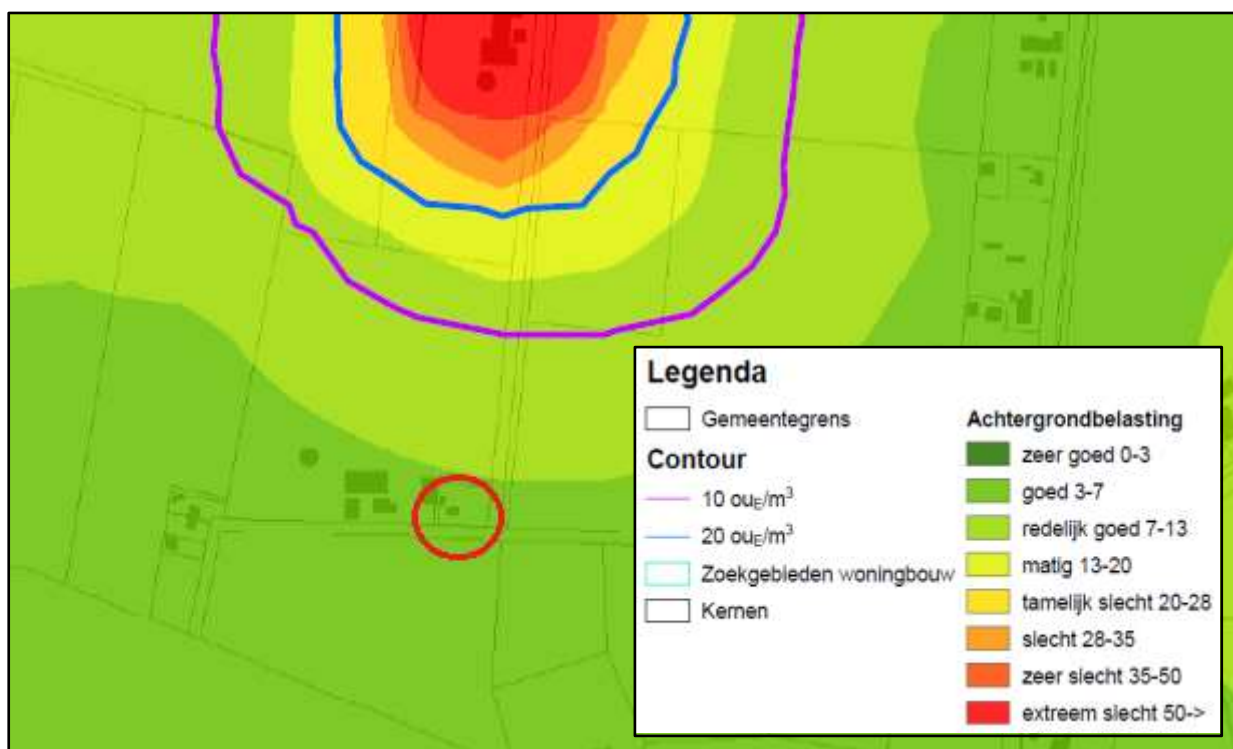 Legenda
Gemeentegrens
Contour
10 ouE/m³
20 ouE/m³
Zoekgebieden woningbouw
Kernen
Achtergrondbelasting
zeer goed 0-3
goed 3-7
redelijk goed 7-13
matig 13-20
tamelijk slecht 20-28
slecht 28-35
zeer slecht 35-50
extreem slecht 50->